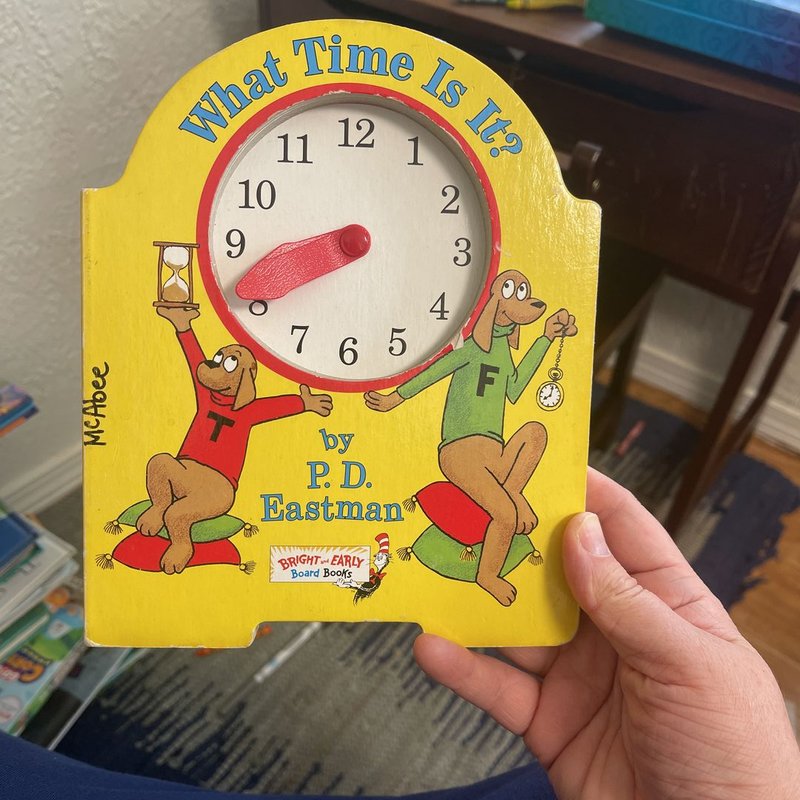 What Time Is It?
12
11
1
10
2
9
3
8
4
7
5
6
McAbee
T
F
by
P. D.
Eastman
BRIGHT and EARLY
Board Books